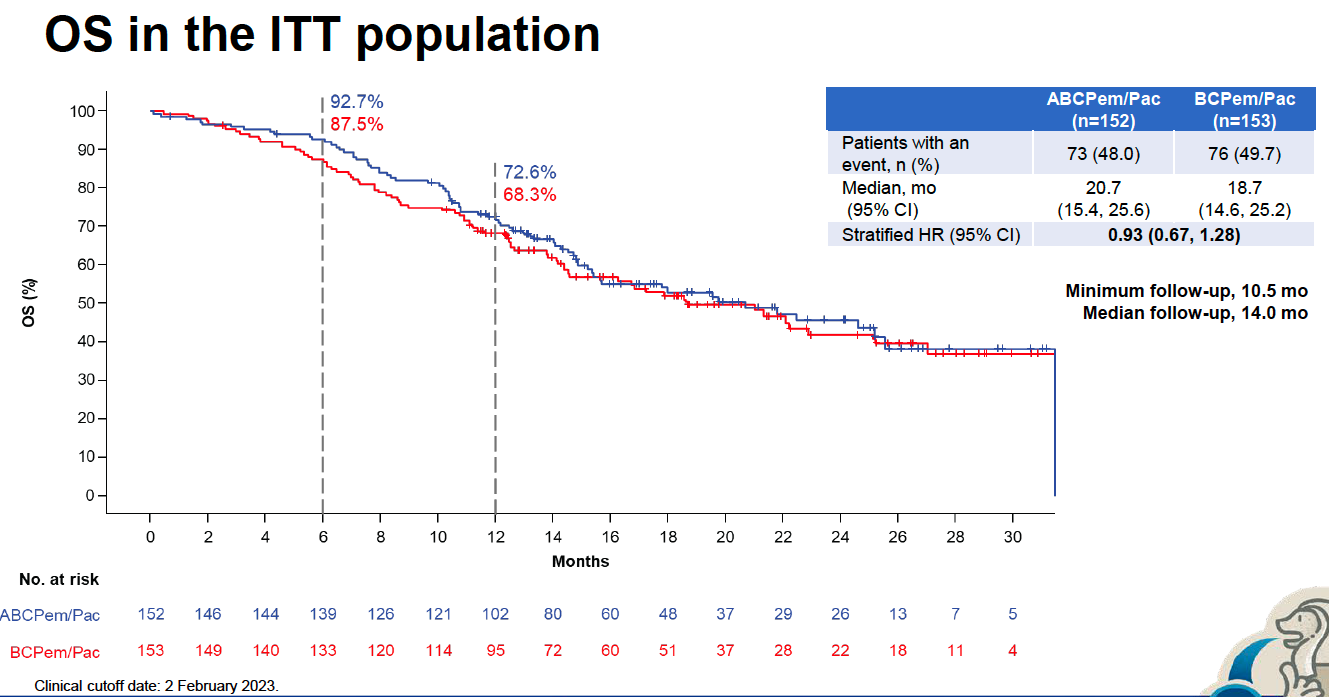 OS in the ITT population
92.7%
87.5%
72.6%
68.3%
ABCPem/Pac (n=152) BCPem/Pac (n=153)
Patients with an event, n (%) 73 (48.0) 76 (49.7)
Median, mo (95% CI) 20.7 (15.4, 25.6) 18.7 (14.6, 25.2)
Stratified HR (95% CI) 0.93 (0.67, 1.28)
Minimum follow-up, 10.5 mo
Median follow-up, 14.0 mo
OS (%)
100
90
80
70
60
50
40
30
20
10
0
0 2 4 6 8 10 12 14 16 18 20 22 24 26 28 30
Months
No. at risk
ABCPem/Pac 152 146 144 139 126 121 102 80 60 48 37 29 26 13 7 5
BCPem/Pac 153 149 140 133 120 114 95 72 60 51 37 28 22 18 11 4
Clinical cutoff date: 2 February 2023.